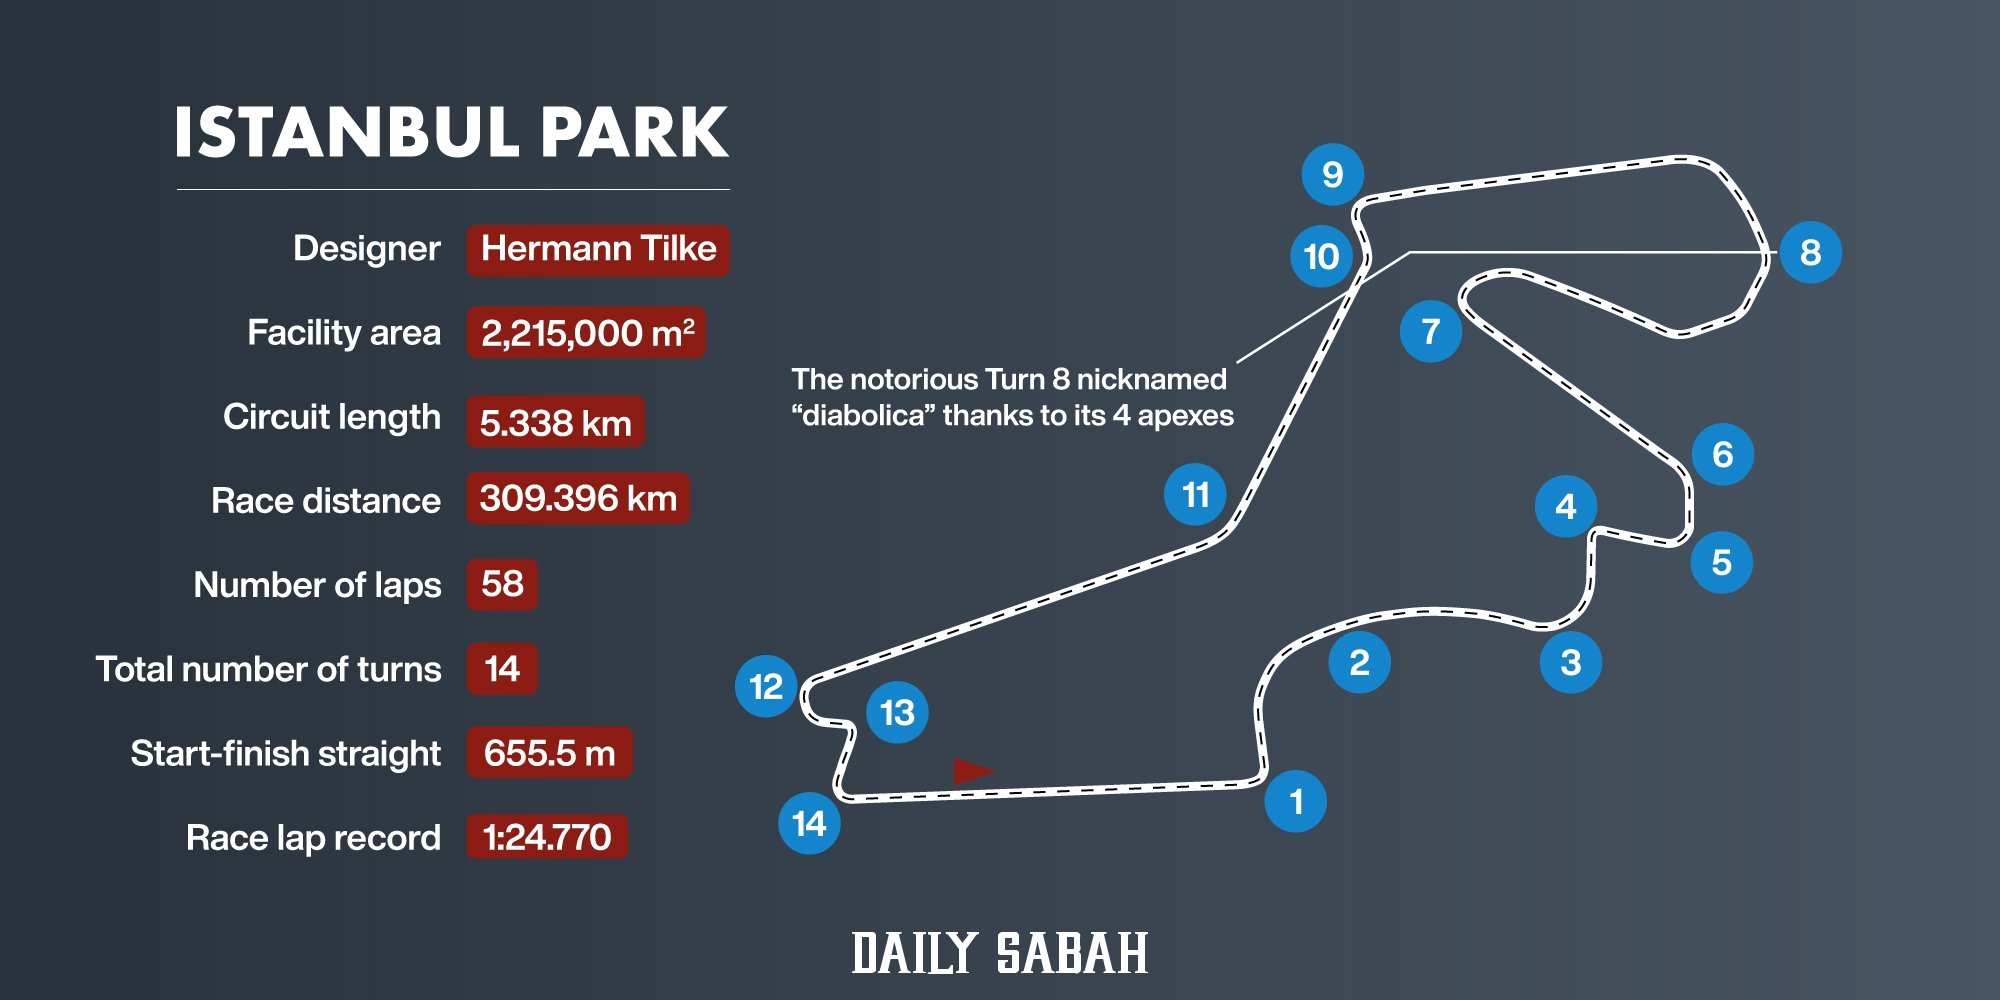 ISTANBUL PARK
Designer Hermann Tilke
Facility area 2,215,000 m²
Circuit length 5.338 km
Race distance 309.396 km
Number of laps 58
Total number of turns 14
Start-finish straight 655.5 m
Race lap record 1:24.770
9
10
8
7
The notorious Turn 8 nicknamed
“diabolica” thanks to its 4 apexes
6
11
4
5
2
3
12
13
1
14
DAILY SABAH